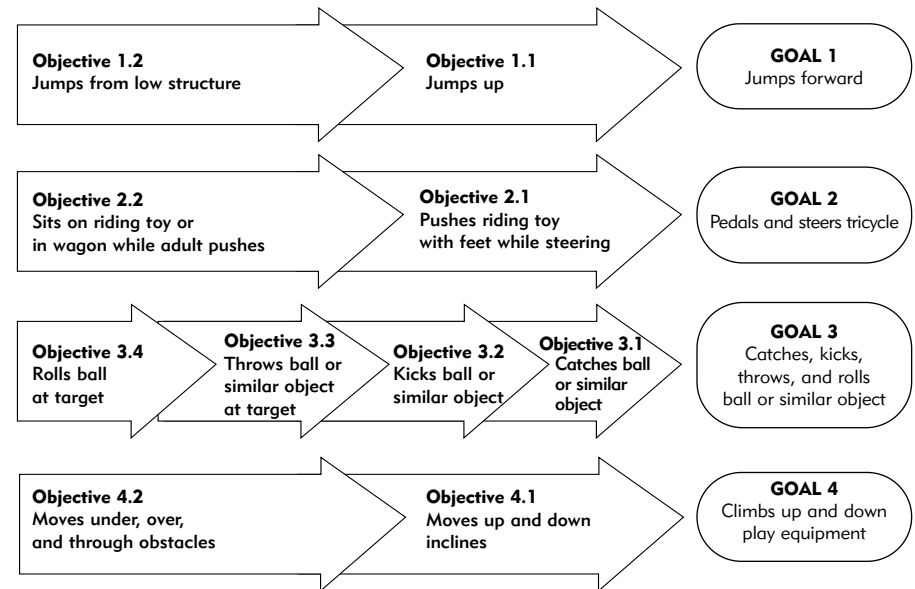 Objective 1.2
Jumps from low structure
Objective 1.1
Jumps up
GOAL 1
Jumps forward
Objective 2.2
Sits on riding toy or
in wagon while adult pushes
Objective 2.1
Pushes riding toy
with feet while steering
GOAL 2
Pedals and steers tricycle
Objective 3.4
Rolls ball
at target
Objective 3.3
Throws ball or
similar object
at target
Objective 3.2
Kicks ball or
similar object
Objective 3.1
Catches ball
or similar
object
GOAL 3
Catches, kicks,
throws, and rolls
ball or similar object
Objective 4.2
Moves under, over,
and through obstacles
Objective 4.1
Moves up and down
inclines
GOAL 4
Climbs up and down
play equipment